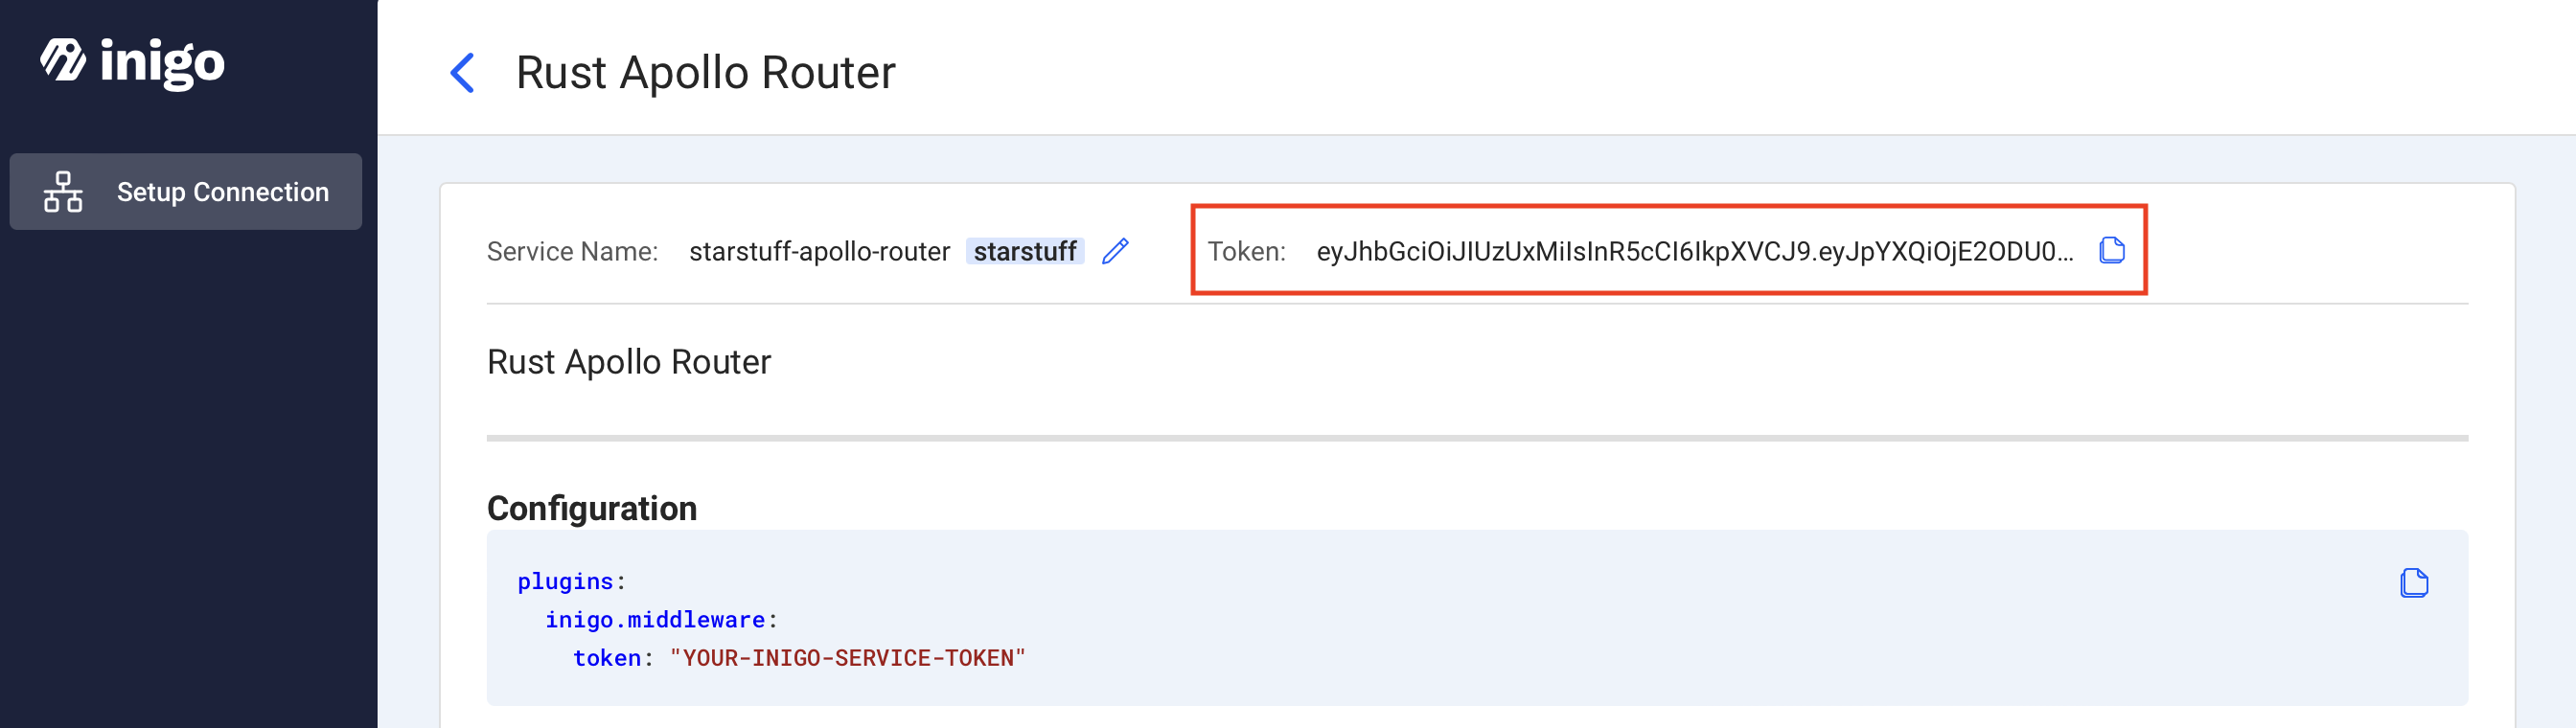 inigo
Rust Apollo Router
Setup Connection
Service Name: starstuff-apollo-router starstuff Token: eyJhbGciOiJIUzUxMiIsInR5cCI6IkpXVCJ9.eyJpYXQiOjE2ODU0...
Rust Apollo Router
Configuration
plugins:
inigo.middleware:
token: "YOUR-INIGO-SERVICE-TOKEN"